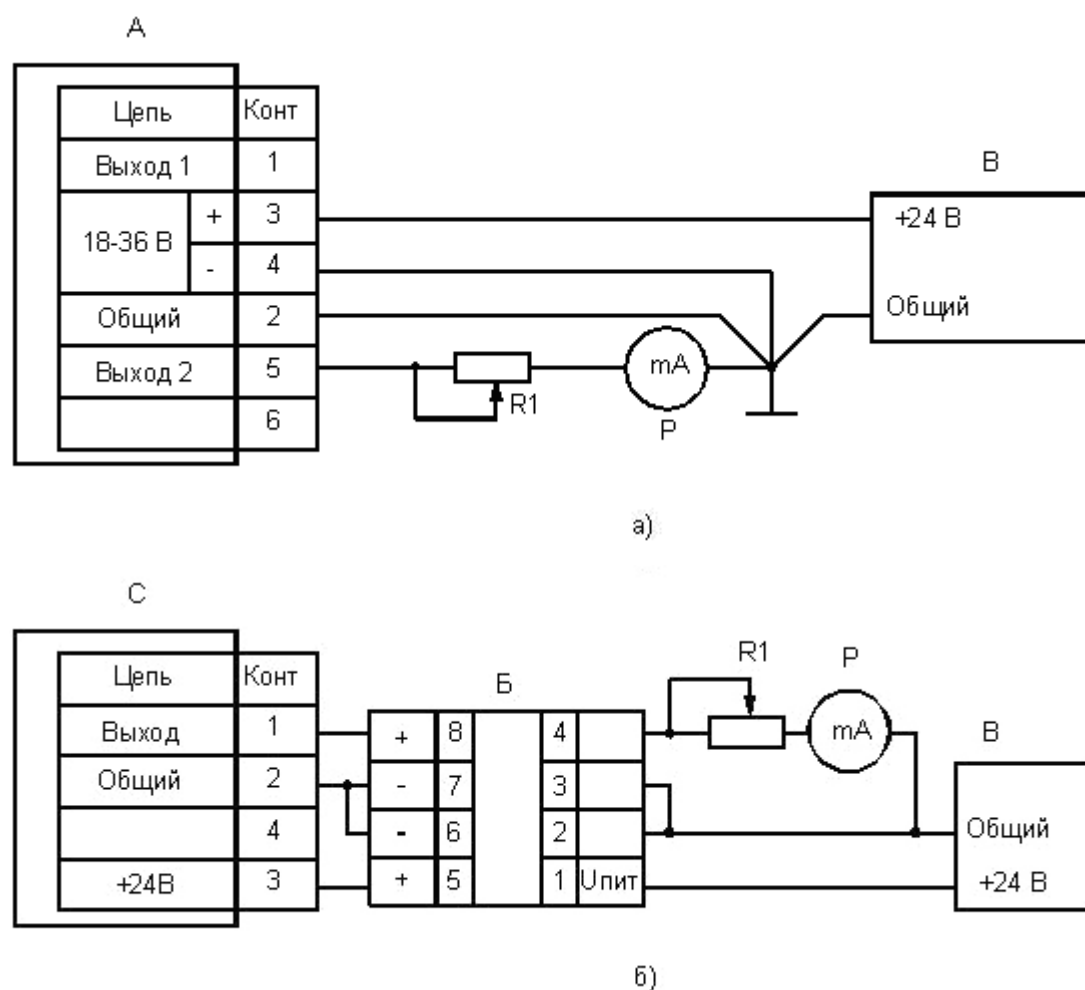 А
Цепь Конт
Выход 1 1
18-36 В + 3
- 4
Общий 2
Выход 2 5
6
R1
mA
P
В
+24 В
Общий
а)
С
Цепь Конт
Выход 1
Общий 2
4
+24В 3
Б
+ 8 4
- 7 3
- 6 2
+ 5 1 Uпит
R1
P
mA
В
Общий
+24 В
б)